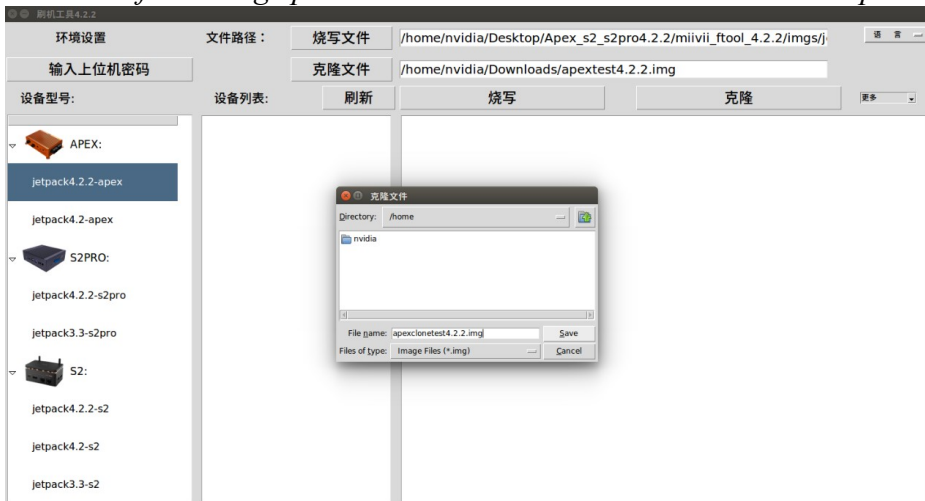 刷机工具4.2.2
环境设置
文件路径：
烧写文件
/home/nvidia/Desktop/Apex_s2_s2pro4.2.2/miivii_ftool_4.2.2/imgs/j
语 言
输入上位机密码
克隆文件
/home/nvidia/Downloads/apextest4.2.2.img
设备型号:
设备列表:
刷新
烧写
克隆
更多
APEX:
jetpack4.2.2-apex
jetpack4.2-apex
S2PRO:
jetpack4.2.2-s2pro
jetpack3.3-s2pro
S2:
jetpack4.2.2-s2
jetpack4.2-s2
jetpack3.3-s2
克隆文件
Directory: /home
nvidia
File name: apexclonetest4.2.2.img
Save
Files of type: Image Files (*.img)
Cancel